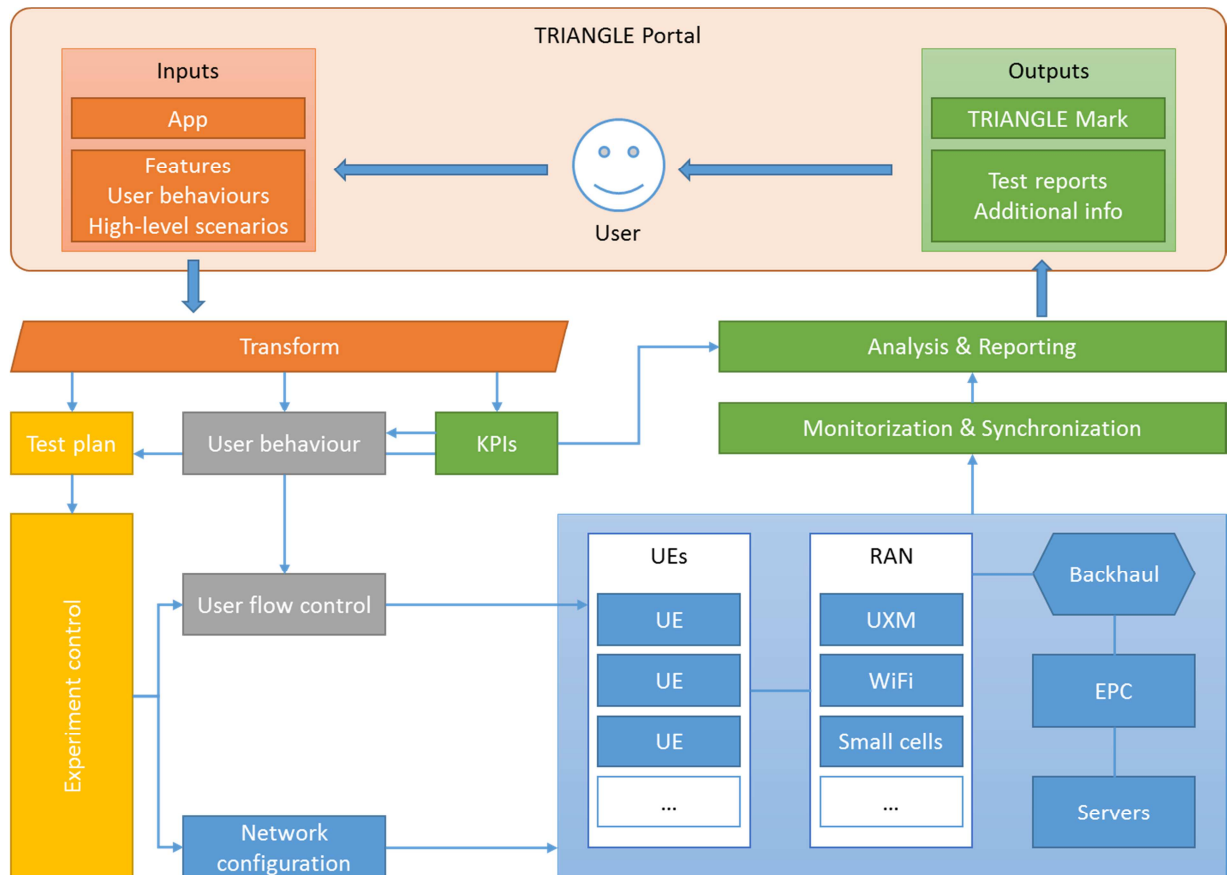 TRIANGLE Portal
Inputs
App
Features
User behaviours
High-level scenarios
User
Outputs
TRIANGLE Mark
Test reports
Additional info
Transform
Analysis & Reporting
Test plan
User behaviour
KPIs
Monitorization & Synchronization
Experiment control
User flow control
Network
configuration
UEs
UE
UE
UE
...
RAN
UXM
WiFi
Small cells
...
Backhaul
EPC
Servers